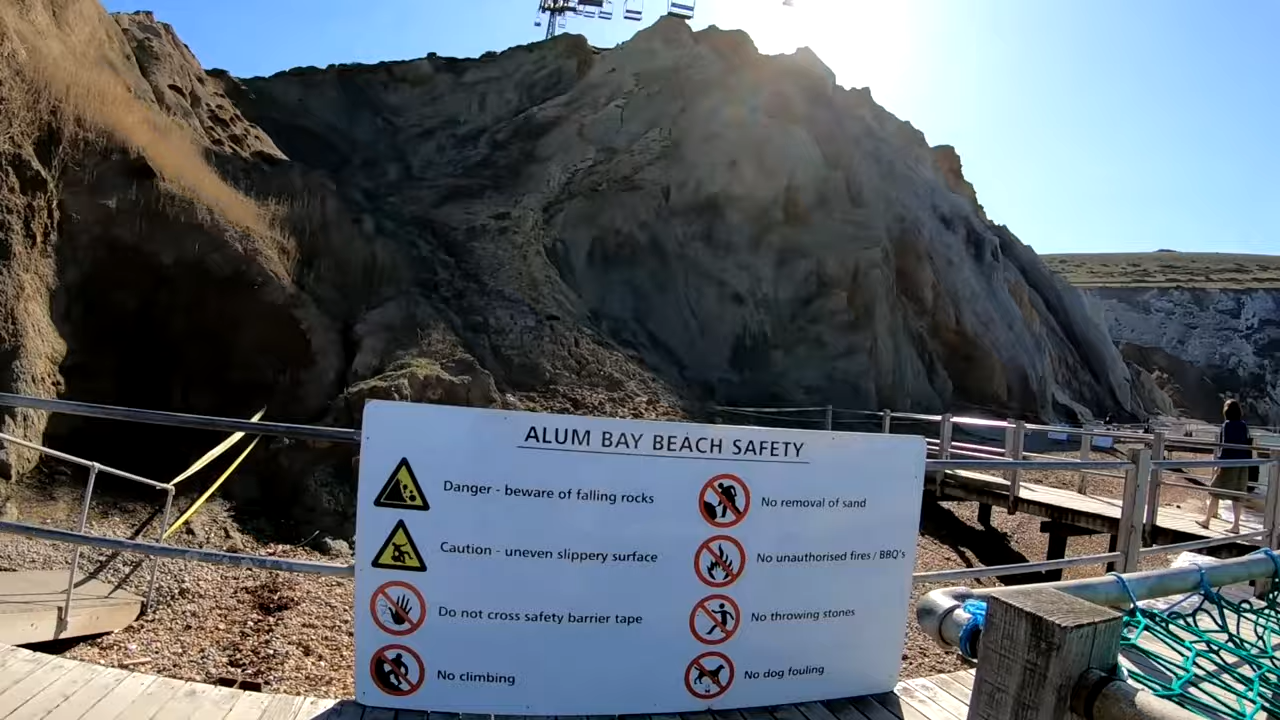 ALUM BAY BEACH SAFETY
Danger - beware of falling rocks
Caution - uneven slippery surface
Do not cross safety barrier tape
No climbing
No removal of sand
No unauthorised fires / BBQ's
No throwing stones
No dog fouling